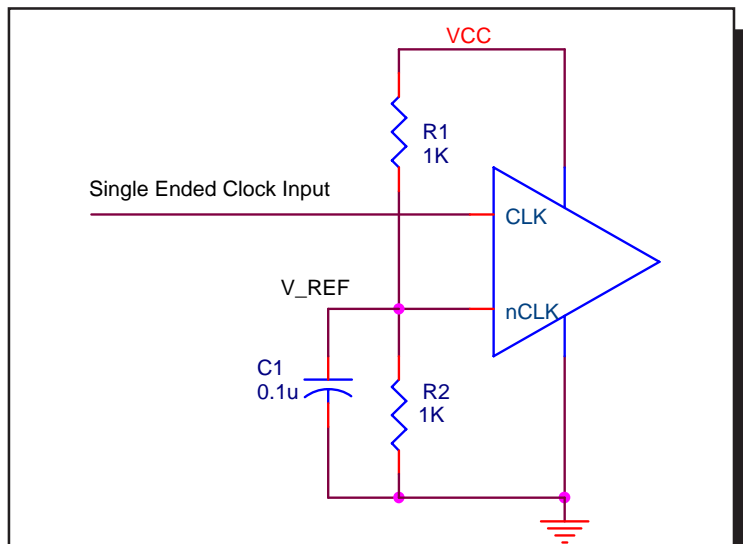 VCC
R1
1K
Single Ended Clock Input
CLK
V_REF
nCLK
C1
0.1u
R2
1K